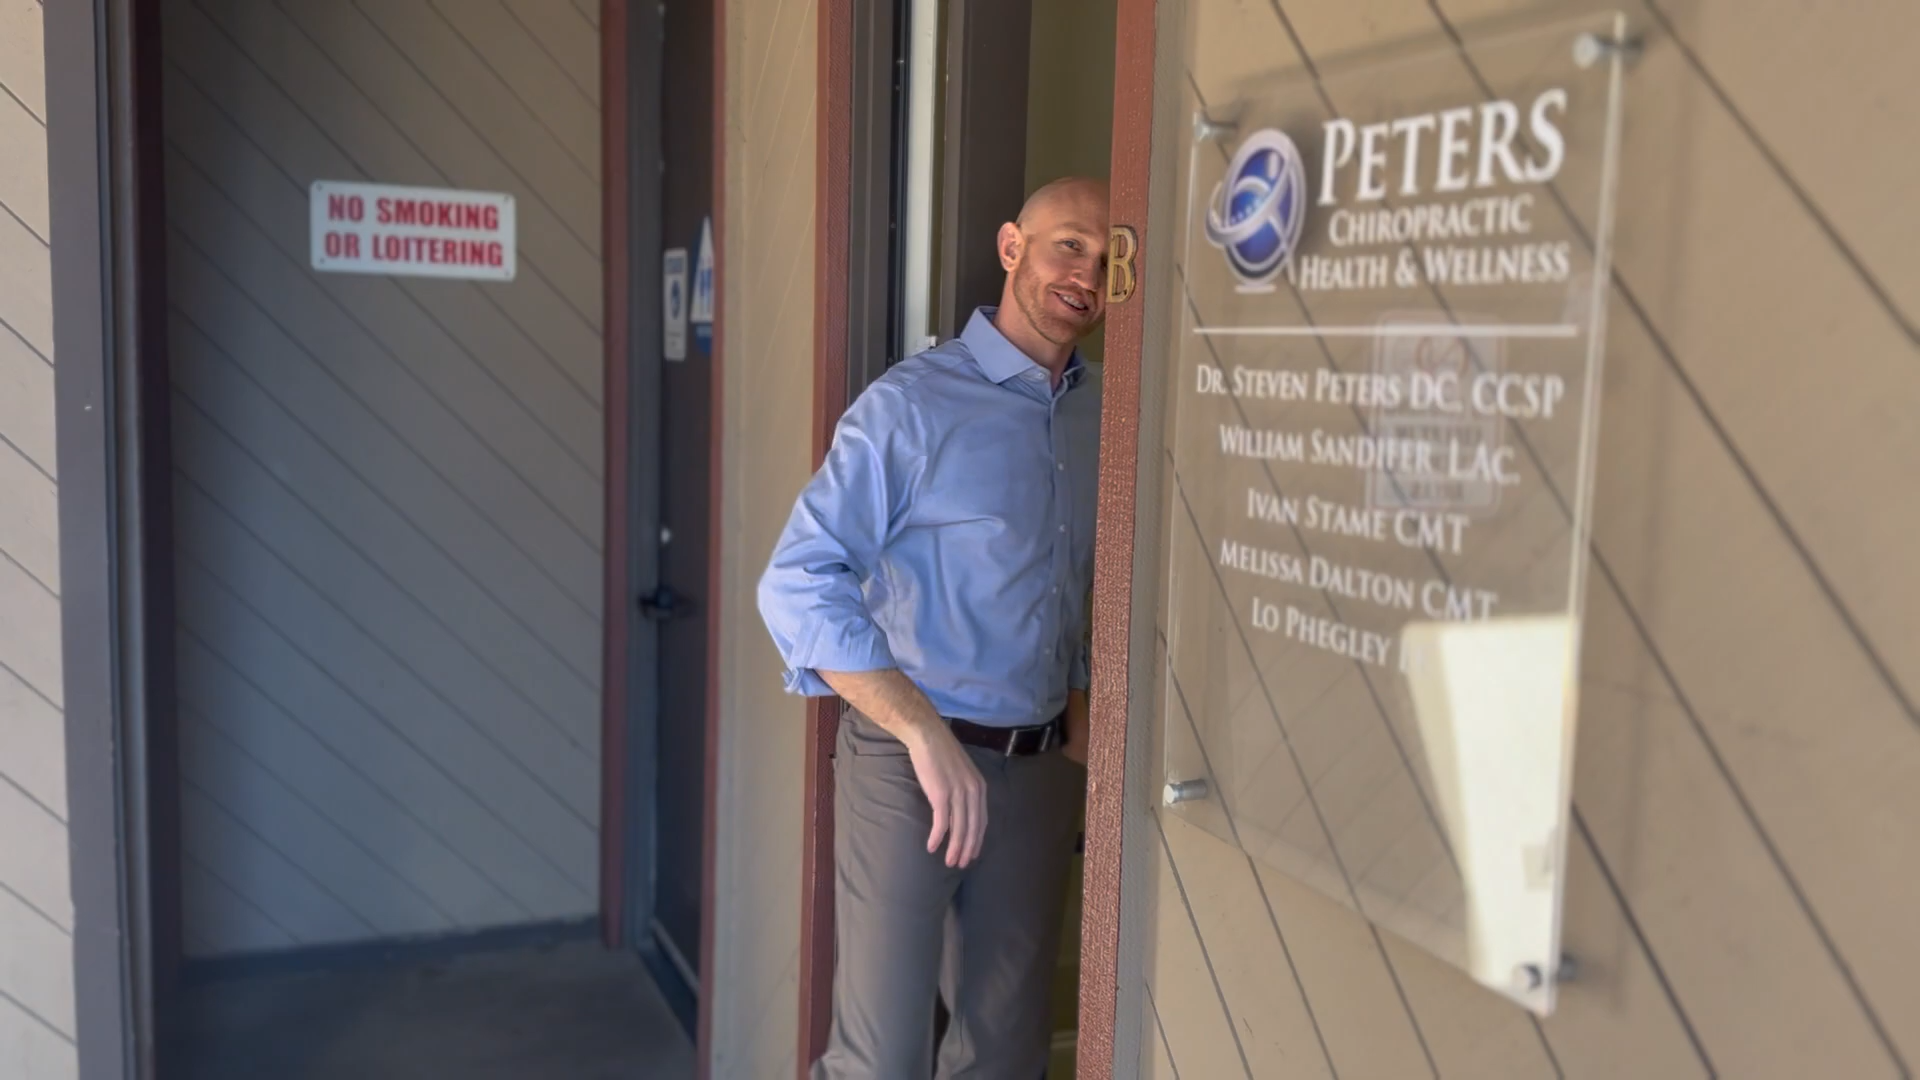 NO SMOKING
OR LOITERING
B
PETERS
CHIROPRACTIC
HEALTH & WELLNESS
DR. STEVEN PETERS DC, CCSP
WILLIAM SANDIFER LAC.
IVAN STAME CMT
MELISSA DALTON CMT
LO PHEGLEY